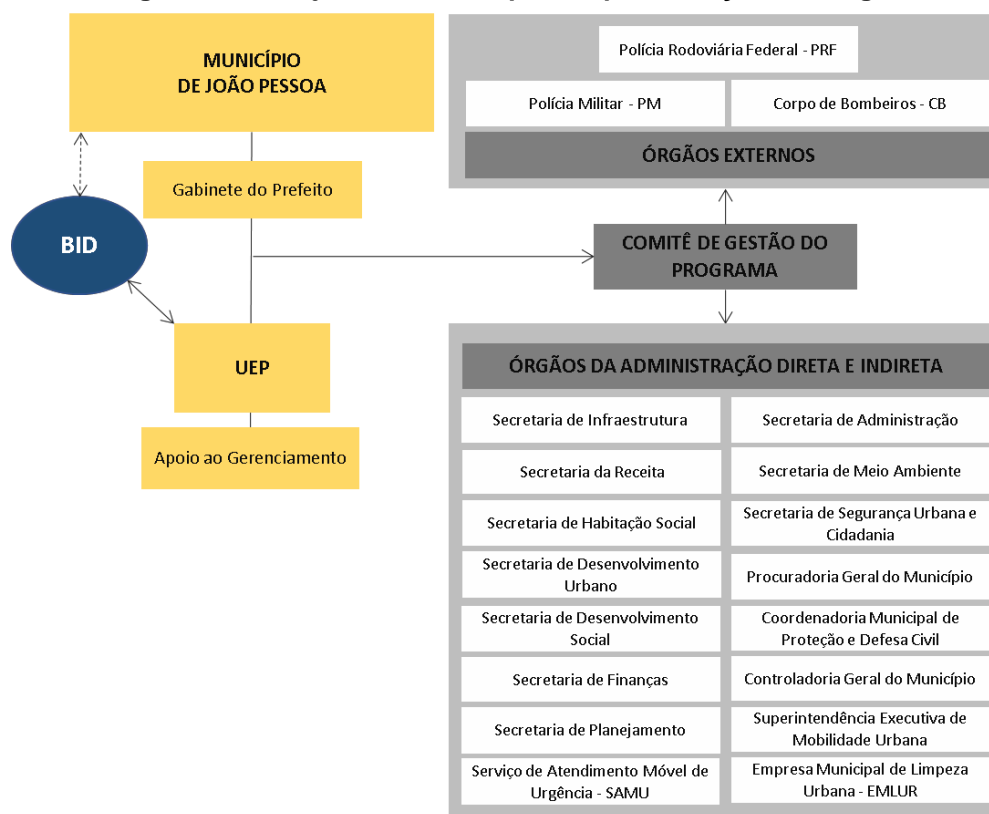 MUNICÍPIO
DE JOÃO PESSOA
Gabinete do Prefeito
BID
UEP
Apoio ao Gerenciamento
Polícia Rodoviária Federal - PRF
Polícia Militar - PM
Corpo de Bombeiros - CB
ÓRGÃOS EXTERNOS
COMITÊ DE GESTÃO DO
PROGRAMA
ÓRGÃOS DA ADMINISTRAÇÃO DIRETA E INDIRETA
Secretaria de Infraestrutura
Secretaria de Administração
Secretaria da Receita
Secretaria de Meio Ambiente
Secretaria de Habitação Social
Secretaria de Segurança Urbana e
Cidadania
Secretaria de Desenvolvimento
Urbano
Procuradoria Geral do Município
Secretaria de Desenvolvimento
Social
Coordenadoria Municipal de
Proteção e Defesa Civil
Secretaria de Finanças
Controladoria Geral do Município
Secretaria de Planejamento
Superintendência Executiva de
Mobilidade Urbana
Serviço de Atendimento Móvel de
Urgência - SAMU
Empresa Municipal de Limpeza
Urbana - EMLUR